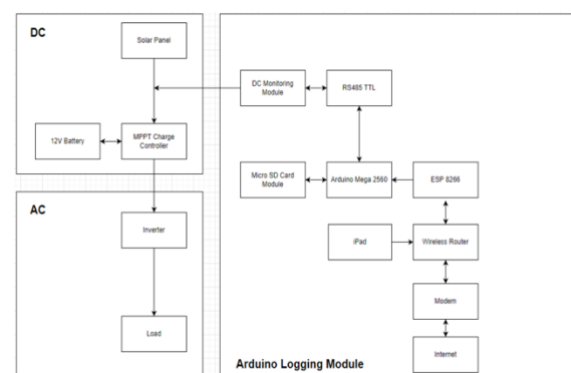 DC
Solar Panel
12V Battery
MPPT Charge
Controller
AC
Inverter
Load
DC Monitoring
Module
RS485 TTL
Micro SD Card
Module
Arduino Mega 2560
ESP 8266
iPad
Wireless Router
Modem
Internet
Arduino Logging Module